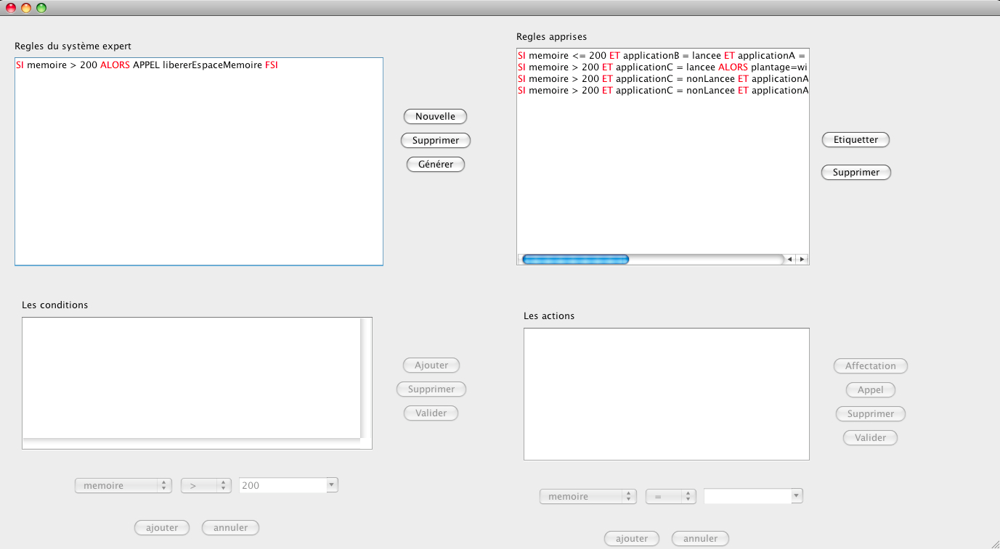 Regles du système expert
SI memoire > 200 ALORS APPEL libererEspaceMemoire FSI
Nouvelle
Supprimer
Générer
Regles apprises
SI memoire <= 200 ET applicationB = lancee ET applicationA =
SI memoire > 200 ET applicationC = lancee ALORS plantage=wi
SI memoire > 200 ET applicationC = nonLancee ET applicationA
SI memoire > 200 ET applicationC = nonLancee ET applicationA
Etiquetter
Supprimer
Les conditions
Ajouter
Supprimer
Valider
memoire > 200
ajouter annuler
Les actions
Affectation
Appel
Supprimer
Valider
memoire =
ajouter annuler